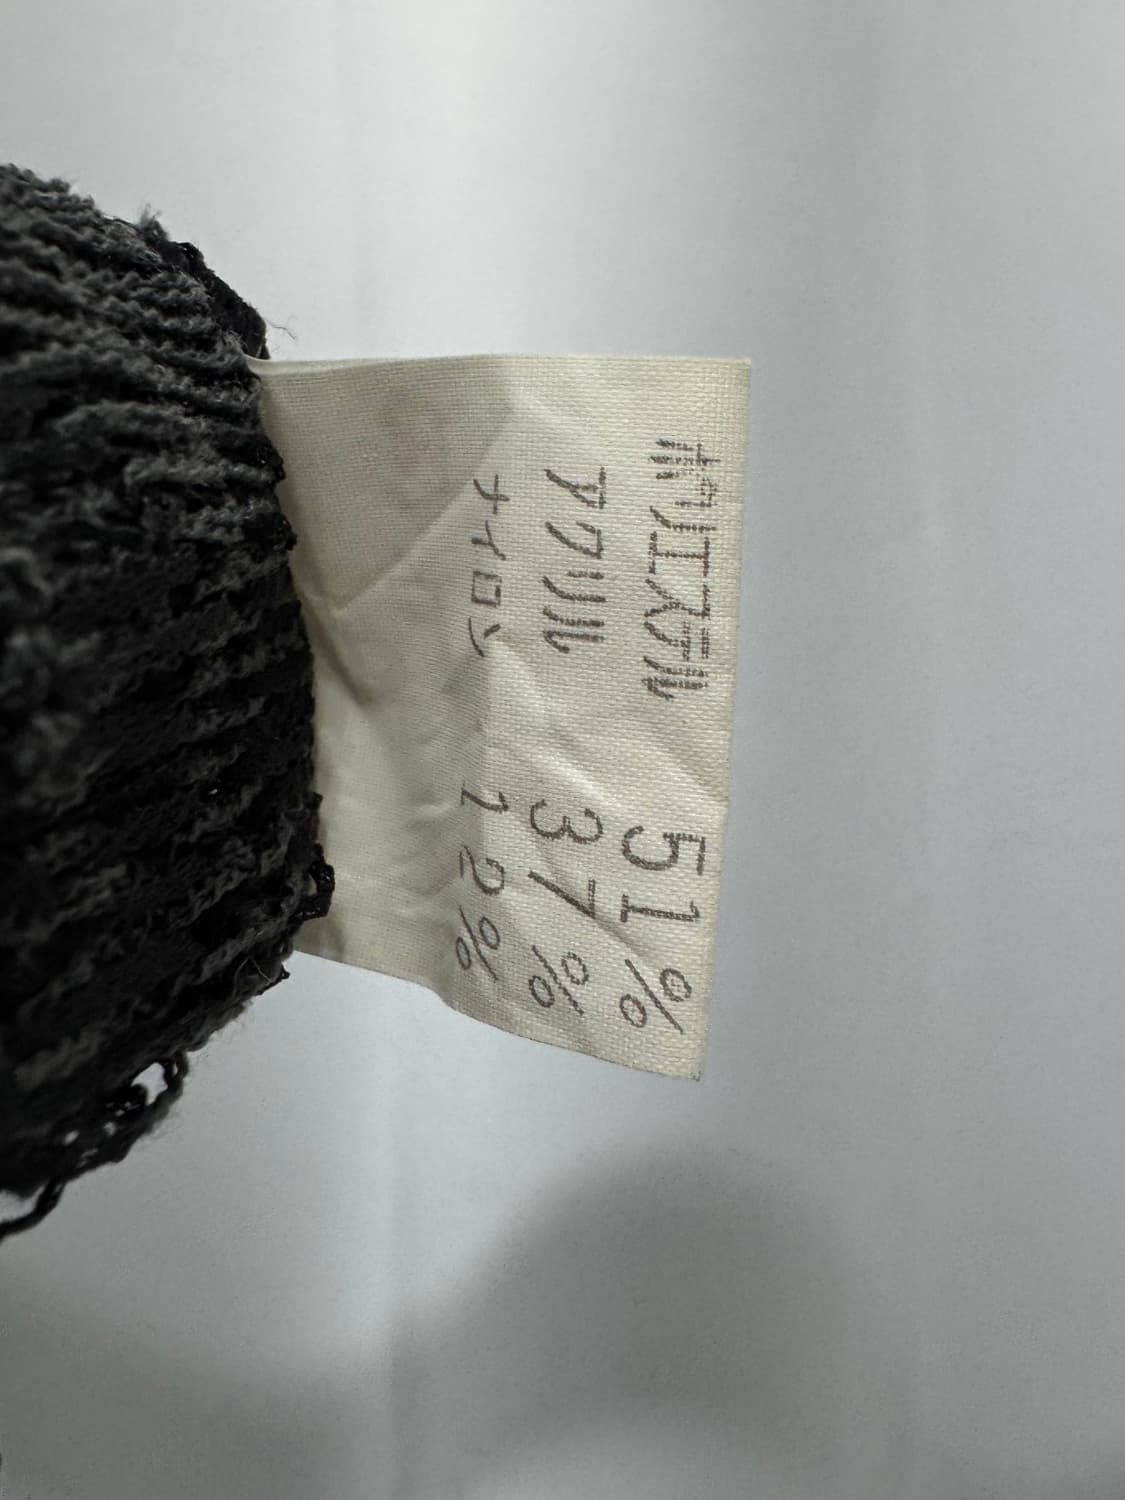 ポリエステル 51%
アクリル 37%
ナイロン 12%